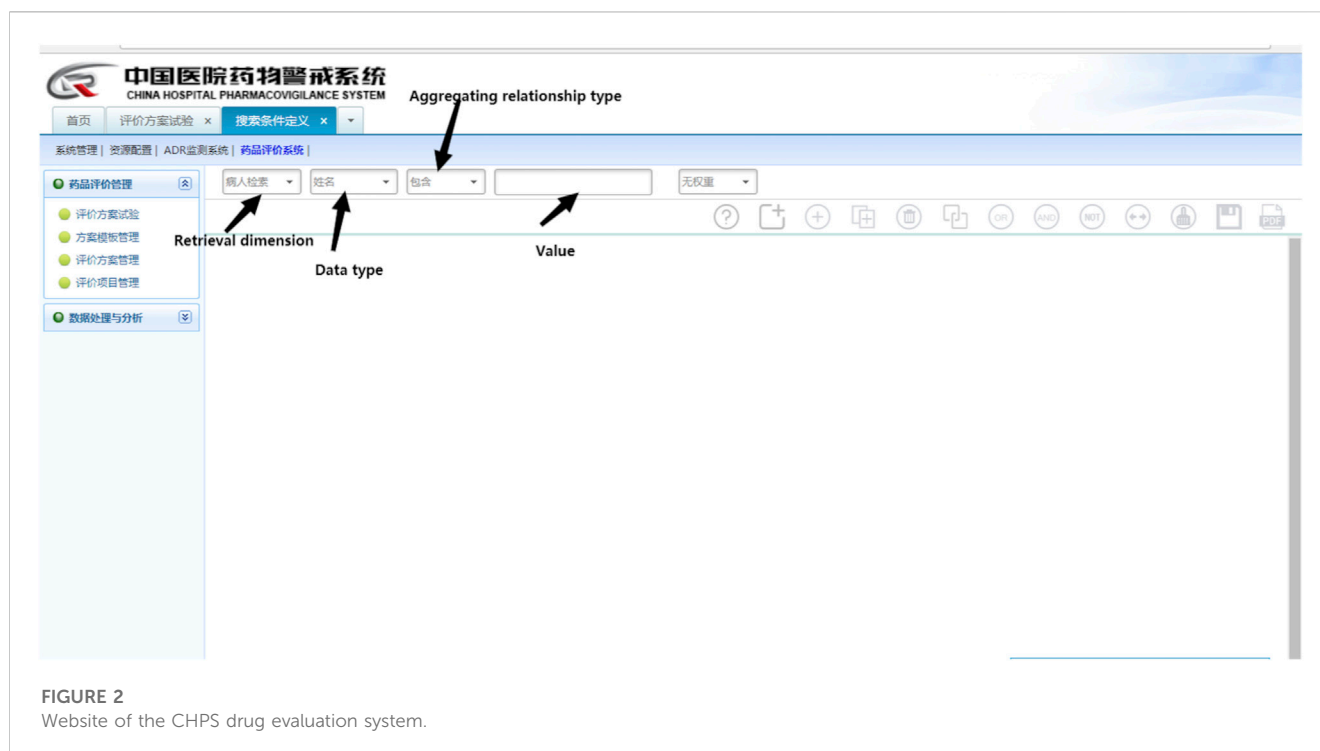 中国医院药物警戒系统
CHINA HOSPITAL PHARMACOVIGILANCE SYSTEM
Aggregating relationship type
首页 评价方案试验 × 搜索条件定义 ×
系统管理| 资源配置| ADR监测系统| 药品评价系统|
药品评价管理
病人检索 姓名 包含 无权重
评价方案试验
方案模板管理
评价方案管理
评价项目管理
Retrieval dimension
Data type
Value
? OR AND NOT PDF
数据处理与分析
FIGURE 2
Website of the CHPS drug evaluation system.